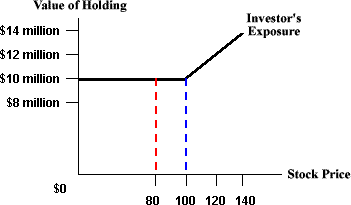 Value of Holding
$14 million
Investor's
Exposure
$12 million
$10 million
$8 million
$0
Stock Price
80 100 120 140